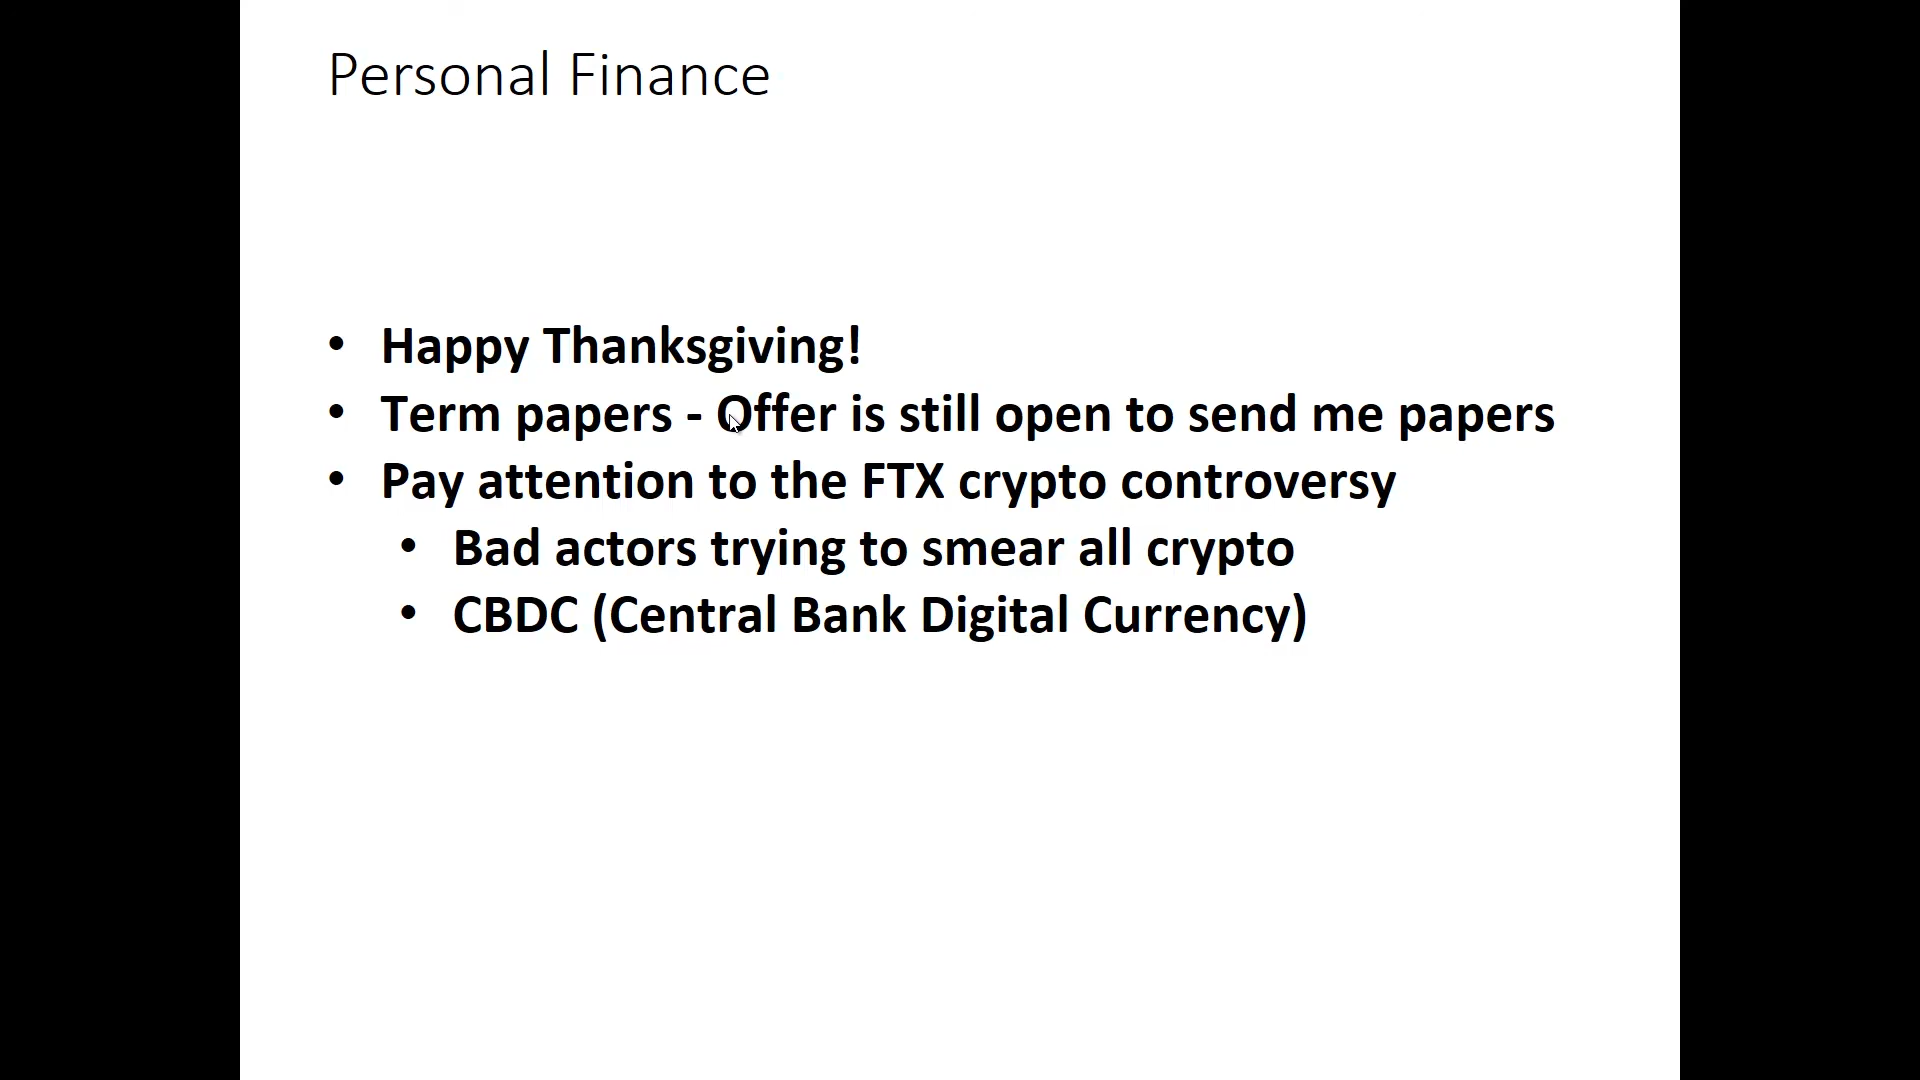 Personal Finance
• Happy Thanksgiving!
• Term papers - Offer is still open to send me papers
• Pay attention to the FTX crypto controversy
• Bad actors trying to smear all crypto
• CBDC (Central Bank Digital Currency)